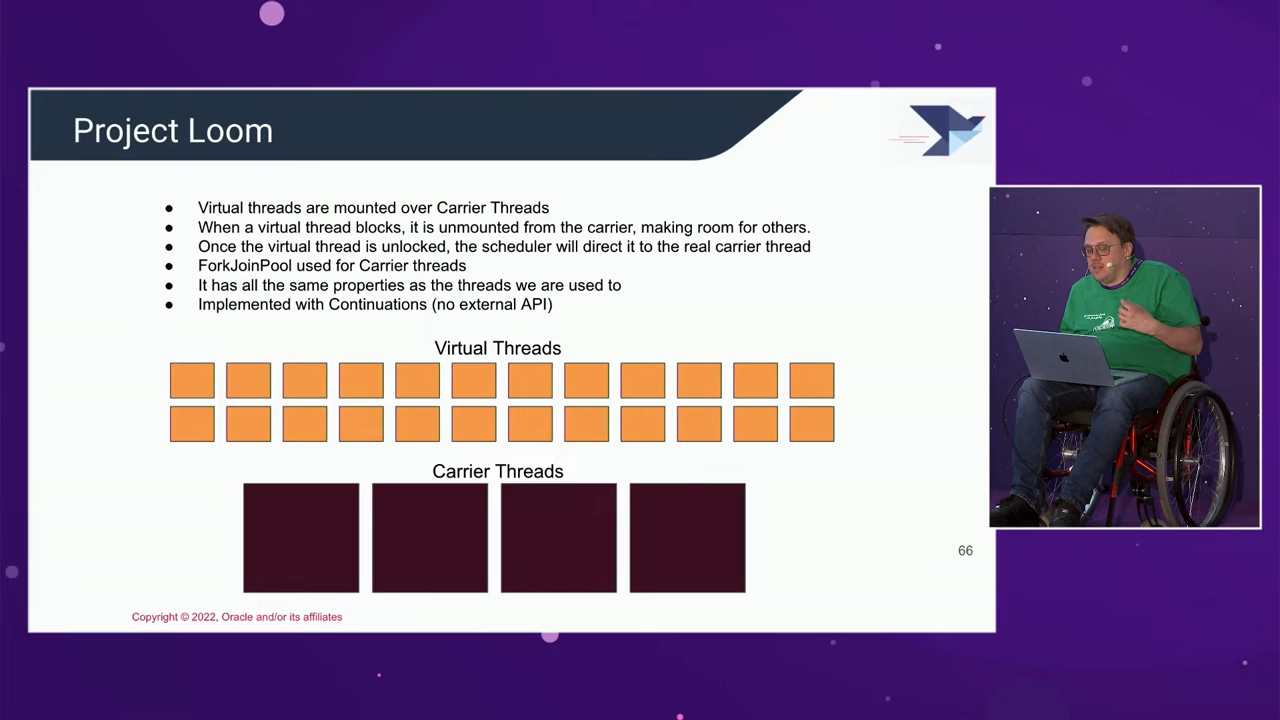 Project Loom
● Virtual threads are mounted over Carrier Threads
● When a virtual thread blocks, it is unmounted from the carrier, making room for others.
● Once the virtual thread is unlocked, the scheduler will direct it to the real carrier thread
● ForkJoinPool used for Carrier threads
● It has all the same properties as the threads we are used to
● Implemented with Continuations (no external API)
Virtual Threads
Carrier Threads
66
Copyright © 2022, Oracle and/or its affiliates